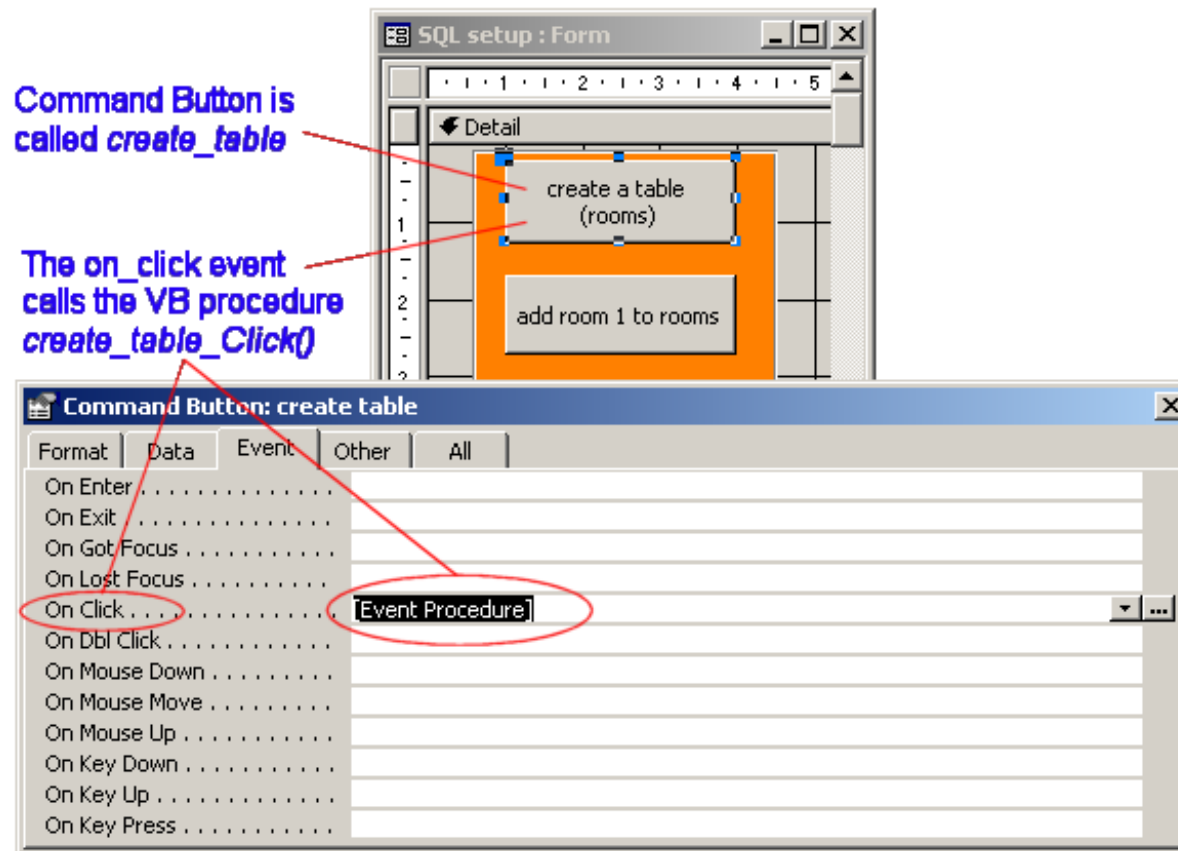 SQL setup : Form
· ı · 1 · ı · 2 · ı · 3 · ı · 4 · ı · 5
Detail
Command Button is
called create_table
create a table
(rooms)
1
The on_click event
calls the VB procedure
create_table_Click()
2
add room 1 to rooms
Command Button: create table
Format Data Event Other All
On Enter . . . . . . . . . . . . . .
On Exit . . . . . . . . . . . . . . .
On Got Focus . . . . . . . . . . .
On Lost Focus . . . . . . . . . .
On Click . . . . . . . . . . . . . . . [Event Procedure] ...
On Dbl Click . . . . . . . . . . . .
On Mouse Down . . . . . . . . .
On Mouse Move . . . . . . . . .
On Mouse Up . . . . . . . . . . .
On Key Down . . . . . . . . . . .
On Key Up . . . . . . . . . . . . .
On Key Press . . . . . . . . . . .